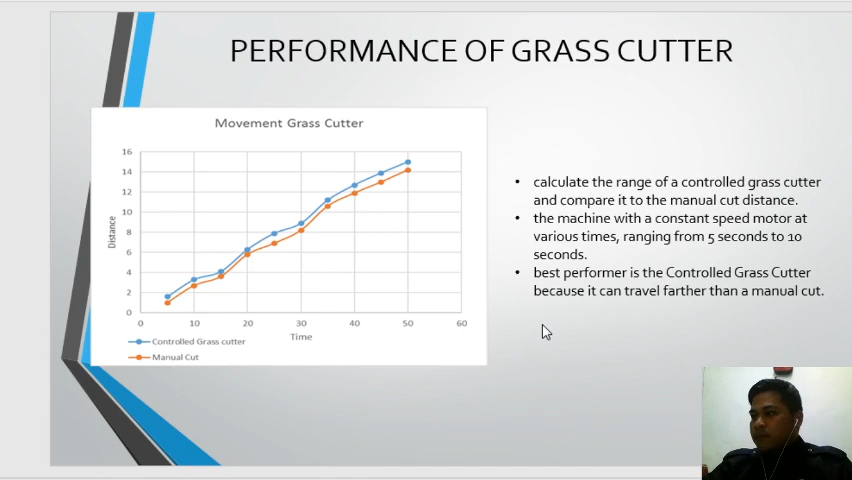 PERFORMANCE OF GRASS CUTTER
Movement Grass Cutter
16
14
12
10
8
6
4
2
0
Distance
0 10 20 30 40 50 60
Time
Controlled Grass cutter
Manual Cut
• calculate the range of a controlled grass cutter
and compare it to the manual cut distance.
• the machine with a constant speed motor at
various times, ranging from 5 seconds to 10
seconds.
• best performer is the Controlled Grass Cutter
because it can travel farther than a manual cut.